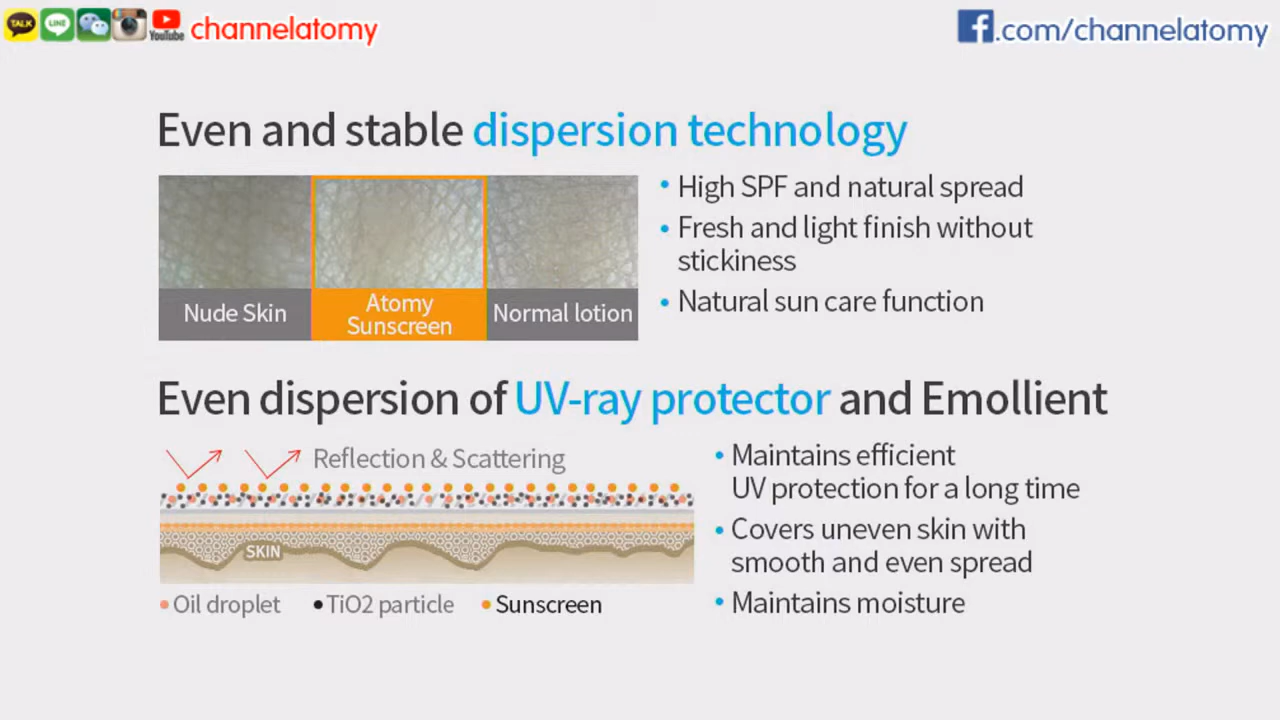 TALK
LINE
YouTube
channelatomy
f.com/channelatomy
Even and stable dispersion technology
Nude Skin
Atomy
Sunscreen
Normal lotion
• High SPF and natural spread
• Fresh and light finish without
stickiness
• Natural sun care function
Even dispersion of UV-ray protector and Emollient
Reflection & Scattering
SKIN
• Oil droplet
• TiO2 particle
• Sunscreen
• Maintains efficient
UV protection for a long time
• Covers uneven skin with
smooth and even spread
• Maintains moisture